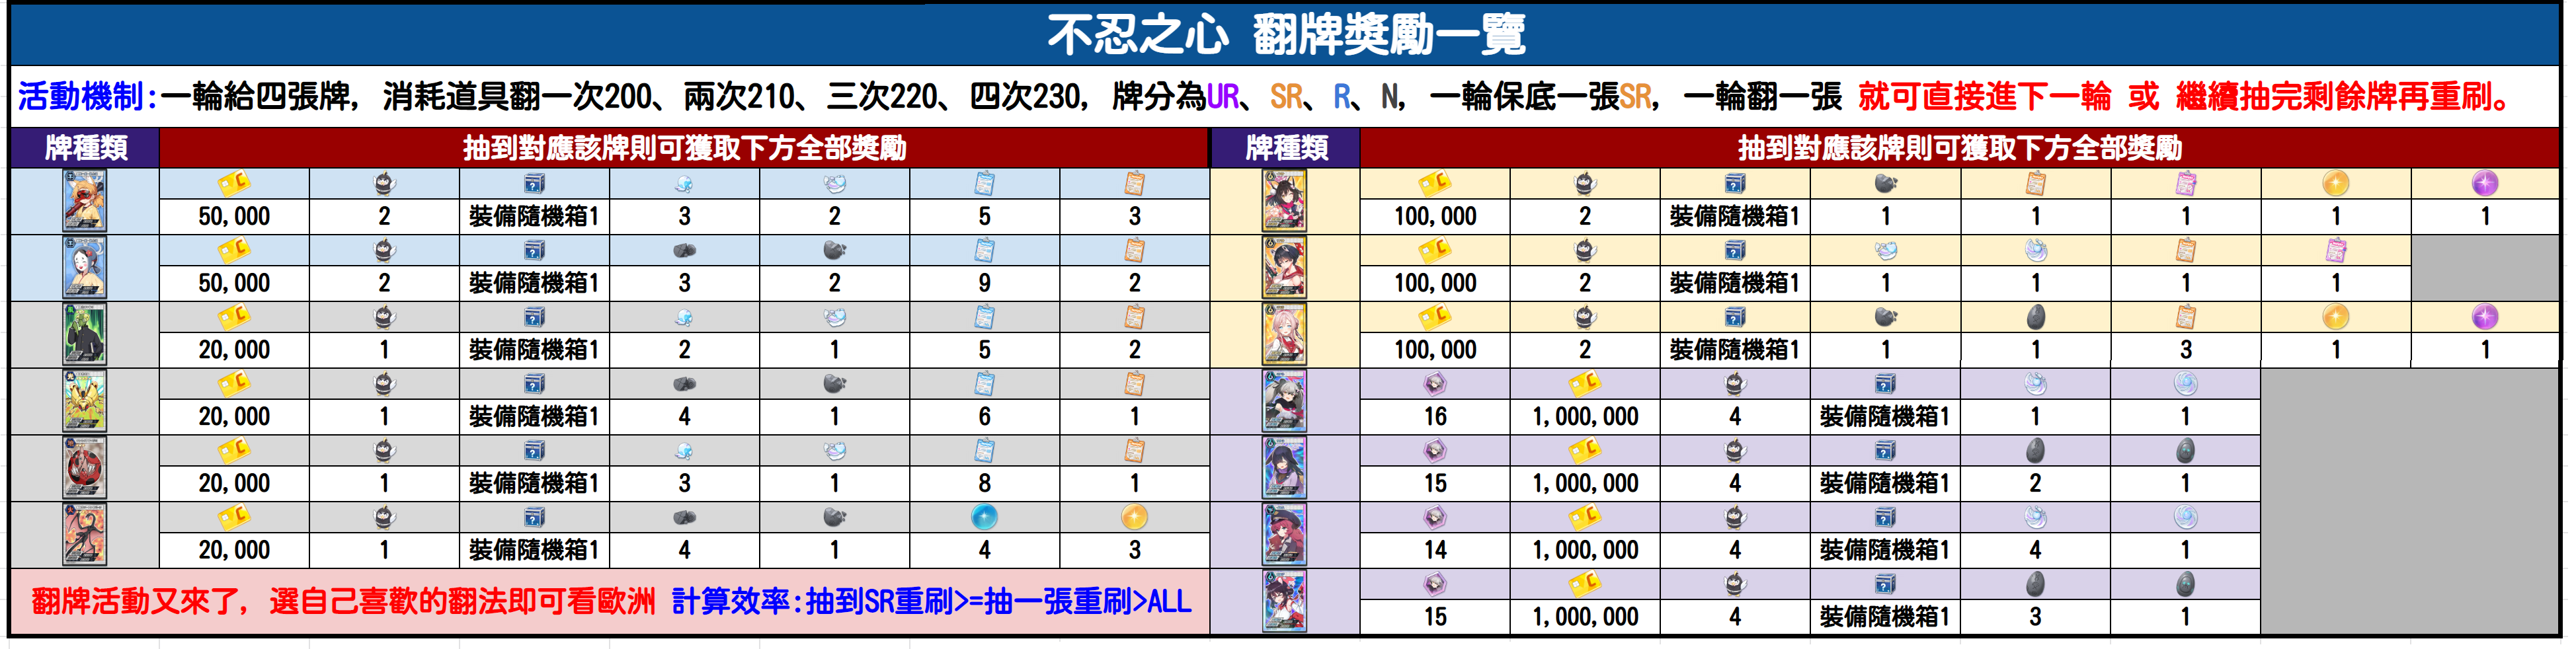 不忍之心 翻牌獎勵一覽
活動機制:一輪給四張牌, 消耗道具翻一次200、兩次210、三次220、四次230, 牌分為UR、SR、R、N, 一輪保底一張SR, 一輪翻一張 就可直接進下一輪 或 繼續抽完剩餘牌再重刷。
牌種類 抽到對應該牌則可獲取下方全部獎勵 牌種類 抽到對應該牌則可獲取下方全部獎勵
50,000 2 裝備隨機箱1 3 2 5 3 100,000 2 裝備隨機箱1 1 1 1 1 1
50,000 2 裝備隨機箱1 3 2 9 2 100,000 2 裝備隨機箱1 1 1 1 1
20,000 1 裝備隨機箱1 2 1 5 2 100,000 2 裝備隨機箱1 1 1 3 1 1
20,000 1 裝備隨機箱1 4 1 6 1 16 1,000,000 4 裝備隨機箱1 1 1
20,000 1 裝備隨機箱1 3 1 8 1 15 1,000,000 4 裝備隨機箱1 2 1
20,000 1 裝備隨機箱1 4 1 4 3 14 1,000,000 4 裝備隨機箱1 4 1
翻牌活動又來了, 選自己喜歡的翻法即可看歐洲 計算效率:抽到SR重刷>=抽一張重刷>ALL 15 1,000,000 4 裝備隨機箱1 3 1